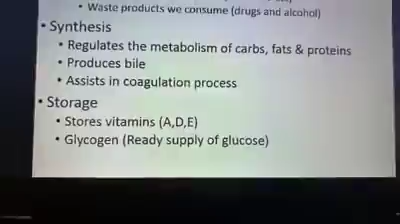 • Waste products we consume (drugs and alcohol)
• Synthesis
• Regulates the metabolism of carbs, fats & proteins
• Produces bile
• Assists in coagulation process
• Storage
• Stores vitamins (A,D,E)
• Glycogen (Ready supply of glucose)